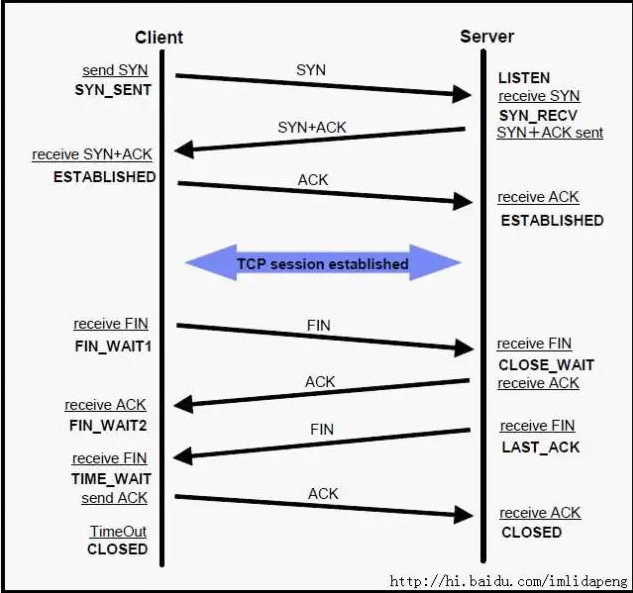 Client
Server
send SYN
SYN_SENT
SYN
LISTEN
receive SYN
SYN_RECV
SYN+ACK sent
SYN+ACK
receive SYN+ACK
ESTABLISHED
ACK
receive ACK
ESTABLISHED
TCP session established
receive FIN
FIN_WAIT1
FIN
receive FIN
CLOSE_WAIT
receive ACK
ACK
receive ACK
FIN_WAIT2
FIN
receive FIN
LAST_ACK
receive FIN
TIME_WAIT
send ACK
ACK
receive ACK
CLOSED
TimeOut
CLOSED
http://hi.baidu.com/imlidapeng